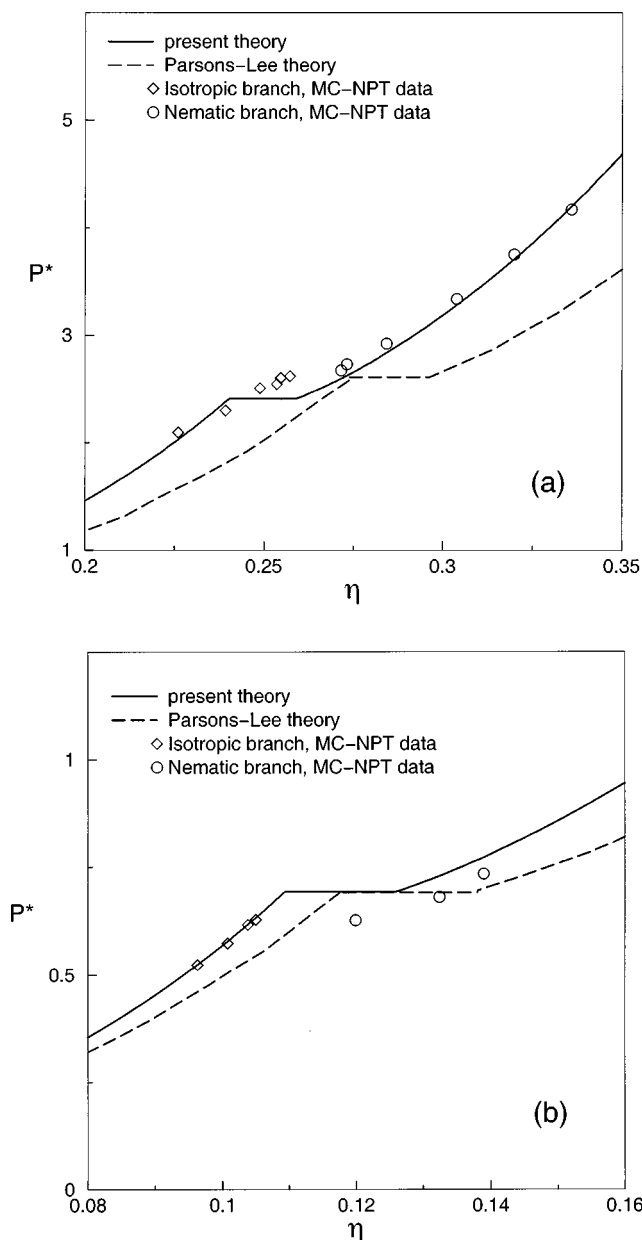 present theory
Parsons−Lee theory
Isotropic branch, MC−NPT data
Nematic branch, MC−NPT data
5
P*
3
(a)
1
0.2 0.25 0.3 0.35
η
present theory
Parsons−Lee theory
Isotropic branch, MC−NPT data
Nematic branch, MC−NPT data
1
P*
0.5
(b)
0
0.08 0.1 0.12 0.14 0.16
η